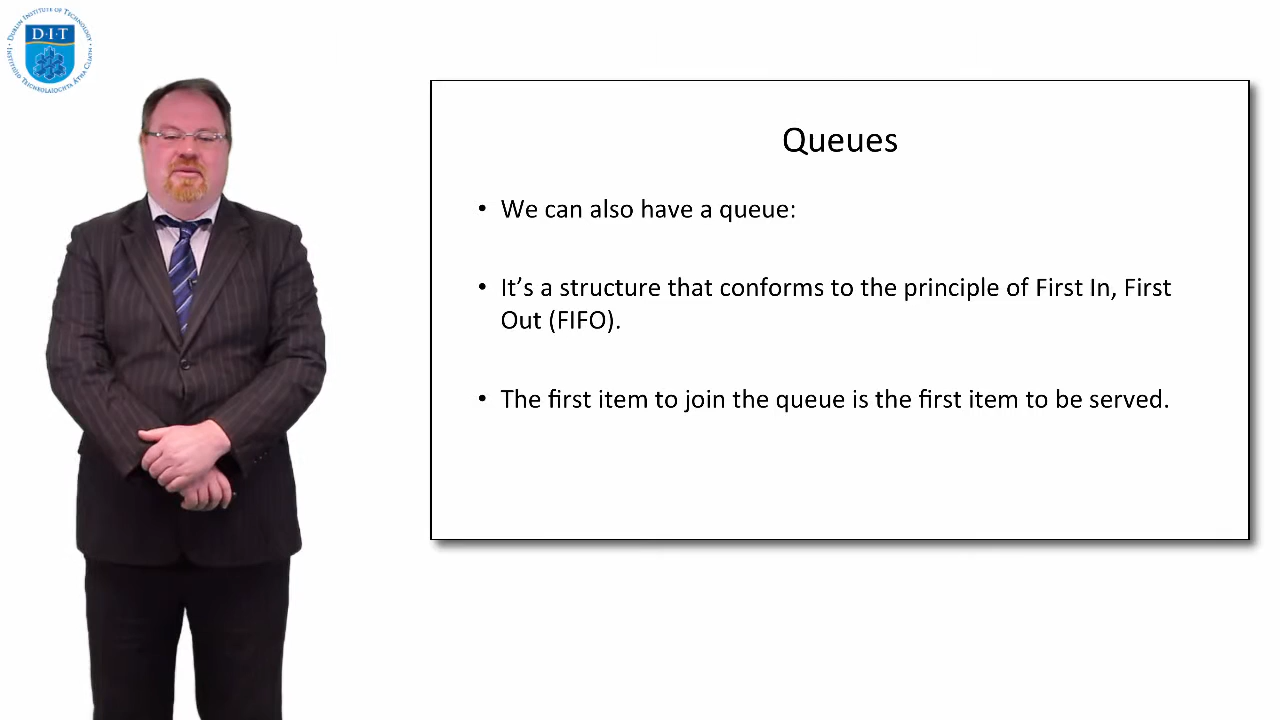 DUBLIN INSTITUTE OF TECHNOLOGY
D·I·T
INSTITIÚID TEICNEOLAÍOCHTA ÁTHA CLIATH
Queues
• We can also have a queue:
• It’s a structure that conforms to the principle of First In, First
Out (FIFO).
• The first item to join the queue is the first item to be served.